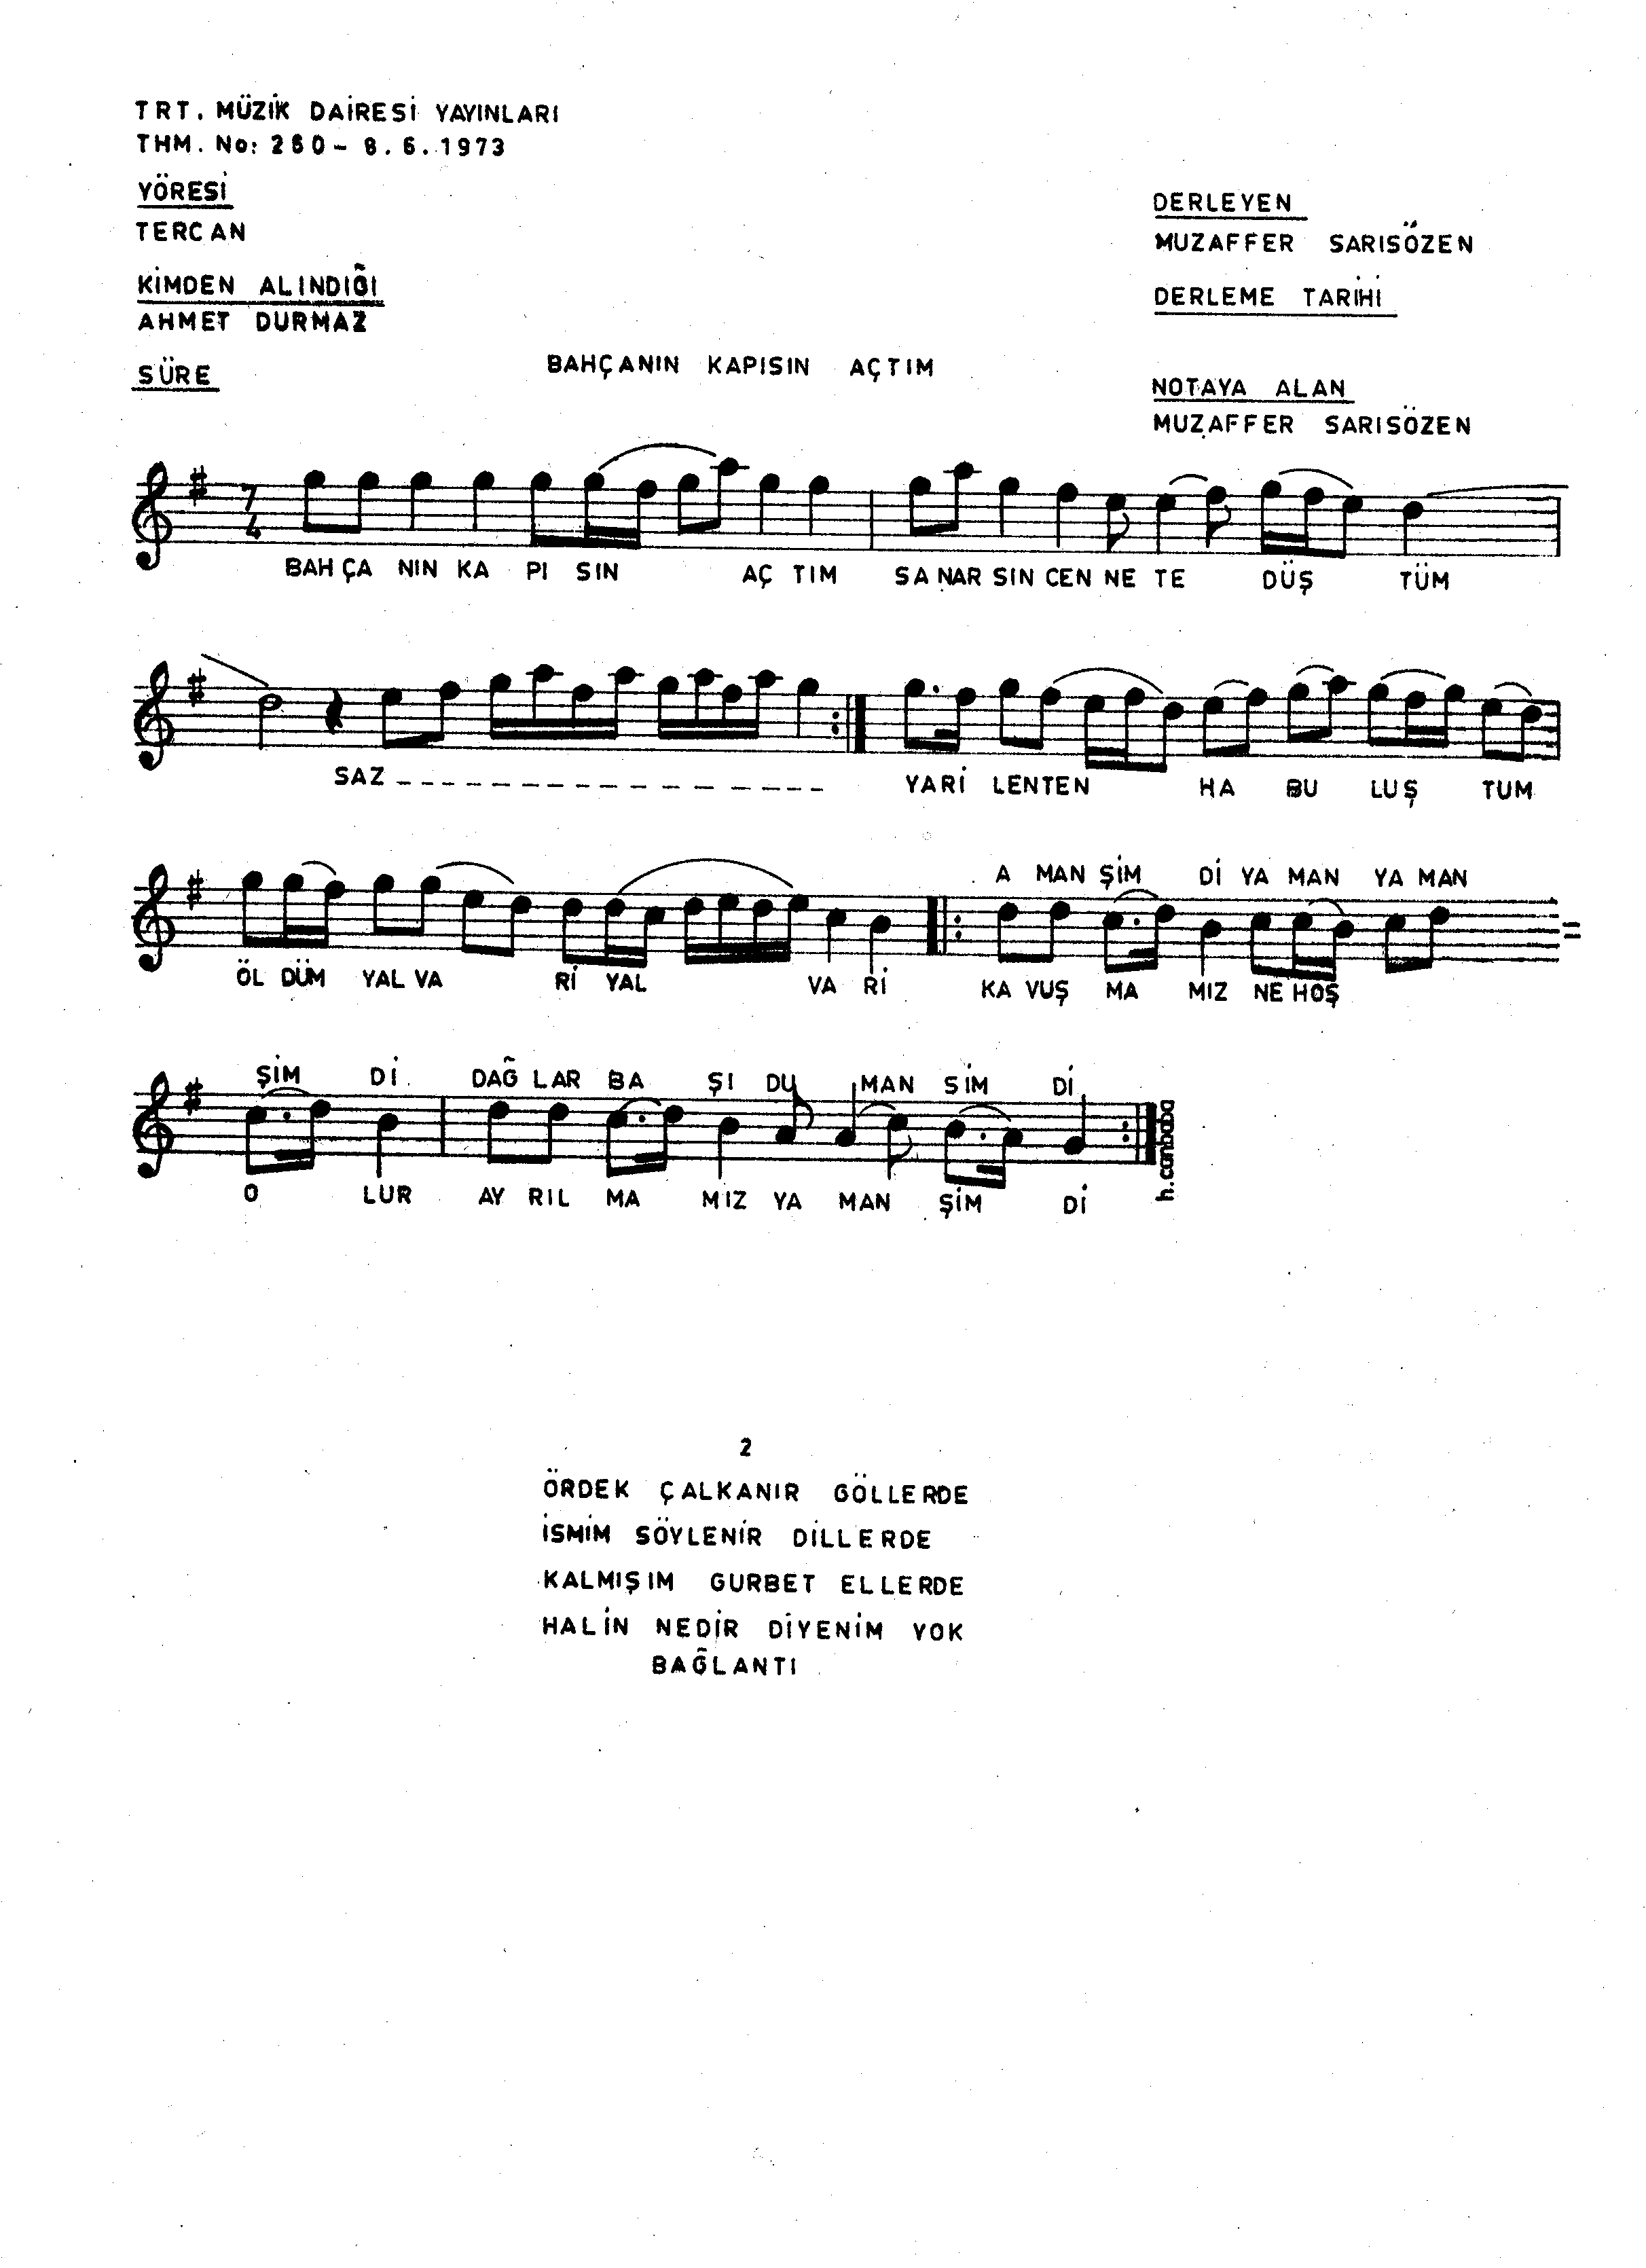 TRT. MÜZİK DAİRESİ YAYINLARI
THM. No: 260- 8.6.1973
YÖRESİ
TERCAN
KİMDEN ALINDIĞI
AHMET DURMAZ
SÜRE
DERLEYEN
MUZAFFER SARISÖZEN
DERLEME TARİHİ
NOTAYA ALAN
MUZAFFER SARISÖZEN
BAHÇANIN KAPISIN AÇTIM
7
4
BAH ÇA NIN KA PI SIN AÇ TIM SA NAR SIN CEN NE TE DÜŞ TÜM
SAZ _ _ _ _ _ _ _ _ _ _ _ _ _ _ YARİ LENTEN HA BU LUŞ TUM
A MAN ŞİM Dİ YA MAN YA MAN
ÖL DÜM YAL VA Rİ YAL VA Rİ KA VUŞ MA MIZ NE HOŞ
ŞİM Dİ DAĞ LAR BA ŞI DU MAN SİM Dİ
O LUR AY RIL MA MIZ YA MAN ŞİM Dİ
h.canbaba
2
ÖRDEK ÇALKANIR GÖLLERDE
İSMİM SÖYLENİR DİLLERDE
KALMIŞIM GURBET ELLERDE
HALİN NEDİR DİYENİM YOK
BAĞLANTI